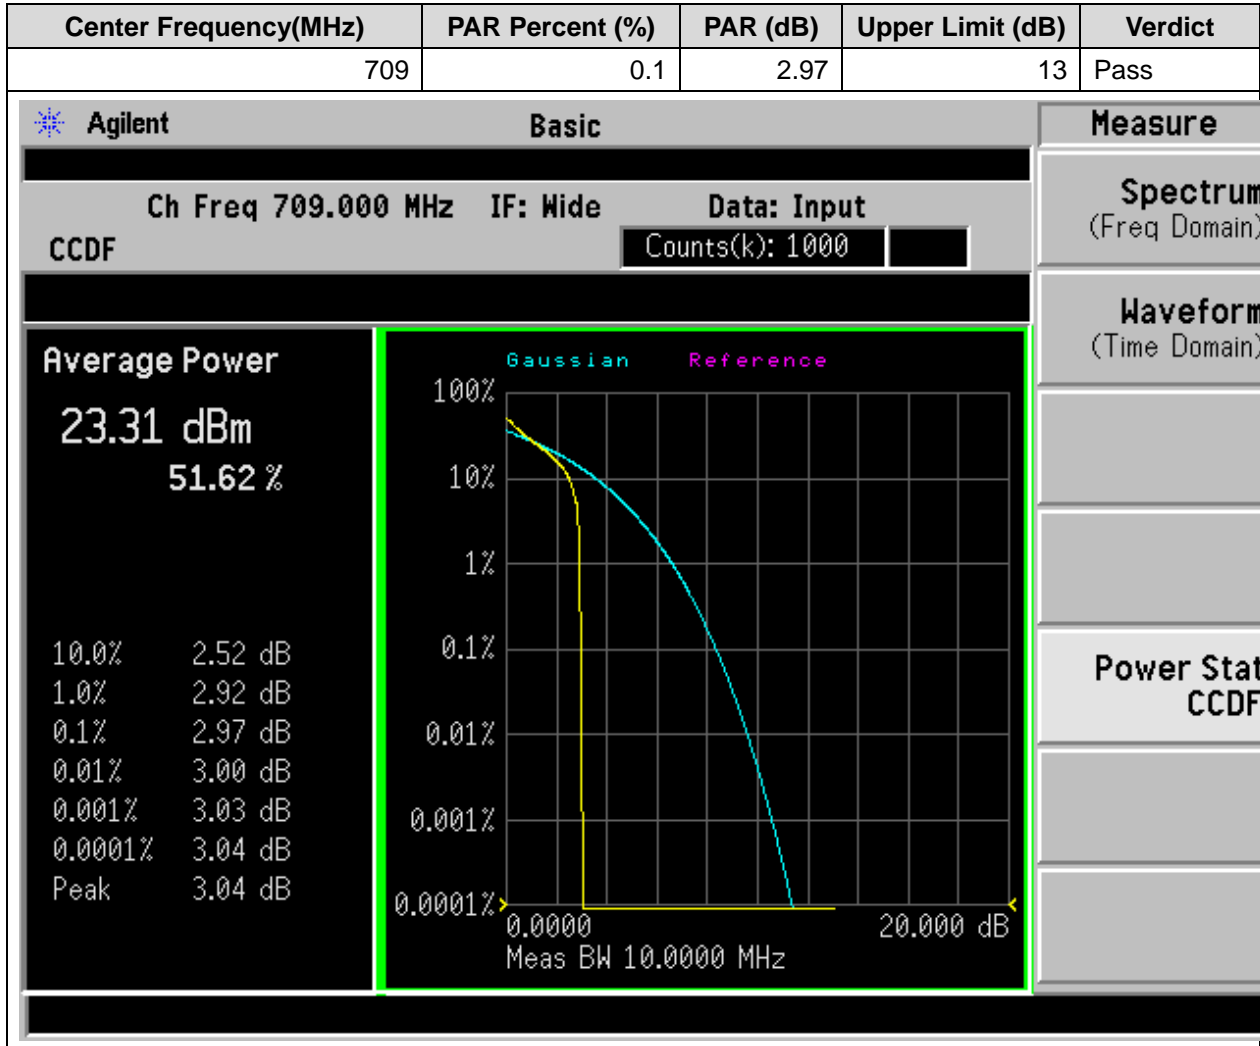 Center Frequency(MHz) PAR Percent (%) PAR (dB) Upper Limit (dB) Verdict
709 0.1 2.97 13 Pass
Agilent Basic Measure
Ch Freq 709.000 MHz IF: Wide Data: Input
CCDF Counts(k): 1000
Spectrum
(Freq Domain)
Waveform
(Time Domain)
Power Stat
CCDF
Average Power
23.31 dBm
51.62 %
10.0% 2.52 dB
1.0% 2.92 dB
0.1% 2.97 dB
0.01% 3.00 dB
0.001% 3.03 dB
0.0001% 3.04 dB
Peak 3.04 dB
Gaussian Reference
100%
10%
1%
0.1%
0.01%
0.001%
0.0001%
0.0000 20.000 dB
Meas BW 10.0000 MHz